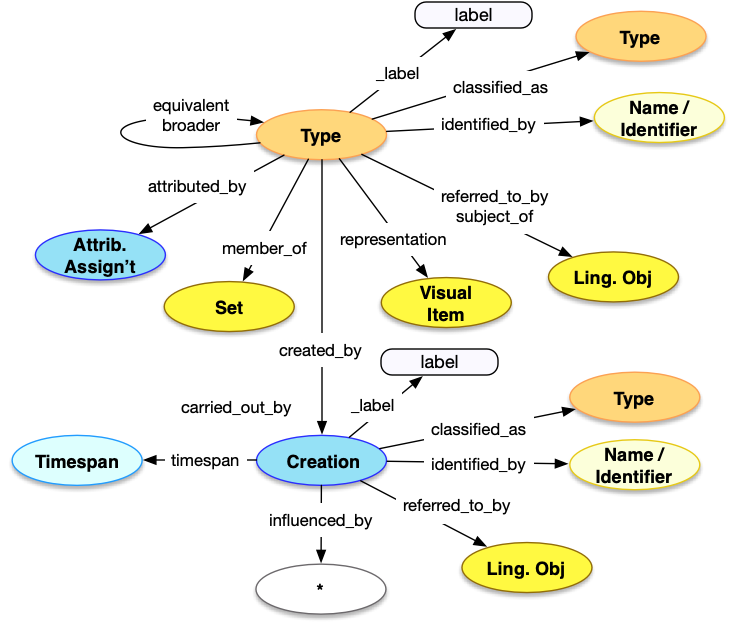 label
Type
_label
classified_as
equivalent
broader
Name /
Identifier
identified_by
Type
attributed_by
referred_to_by
subject_of
Attrib.
Assign't
member_of
representation
Ling. Obj
Set
Visual
Item
created_by
label
carried_out_by
_label
Type
classified_as
Timespan
timespan
Creation
identified_by
Name /
Identifier
influenced_by
referred_to_by
Ling. Obj
*